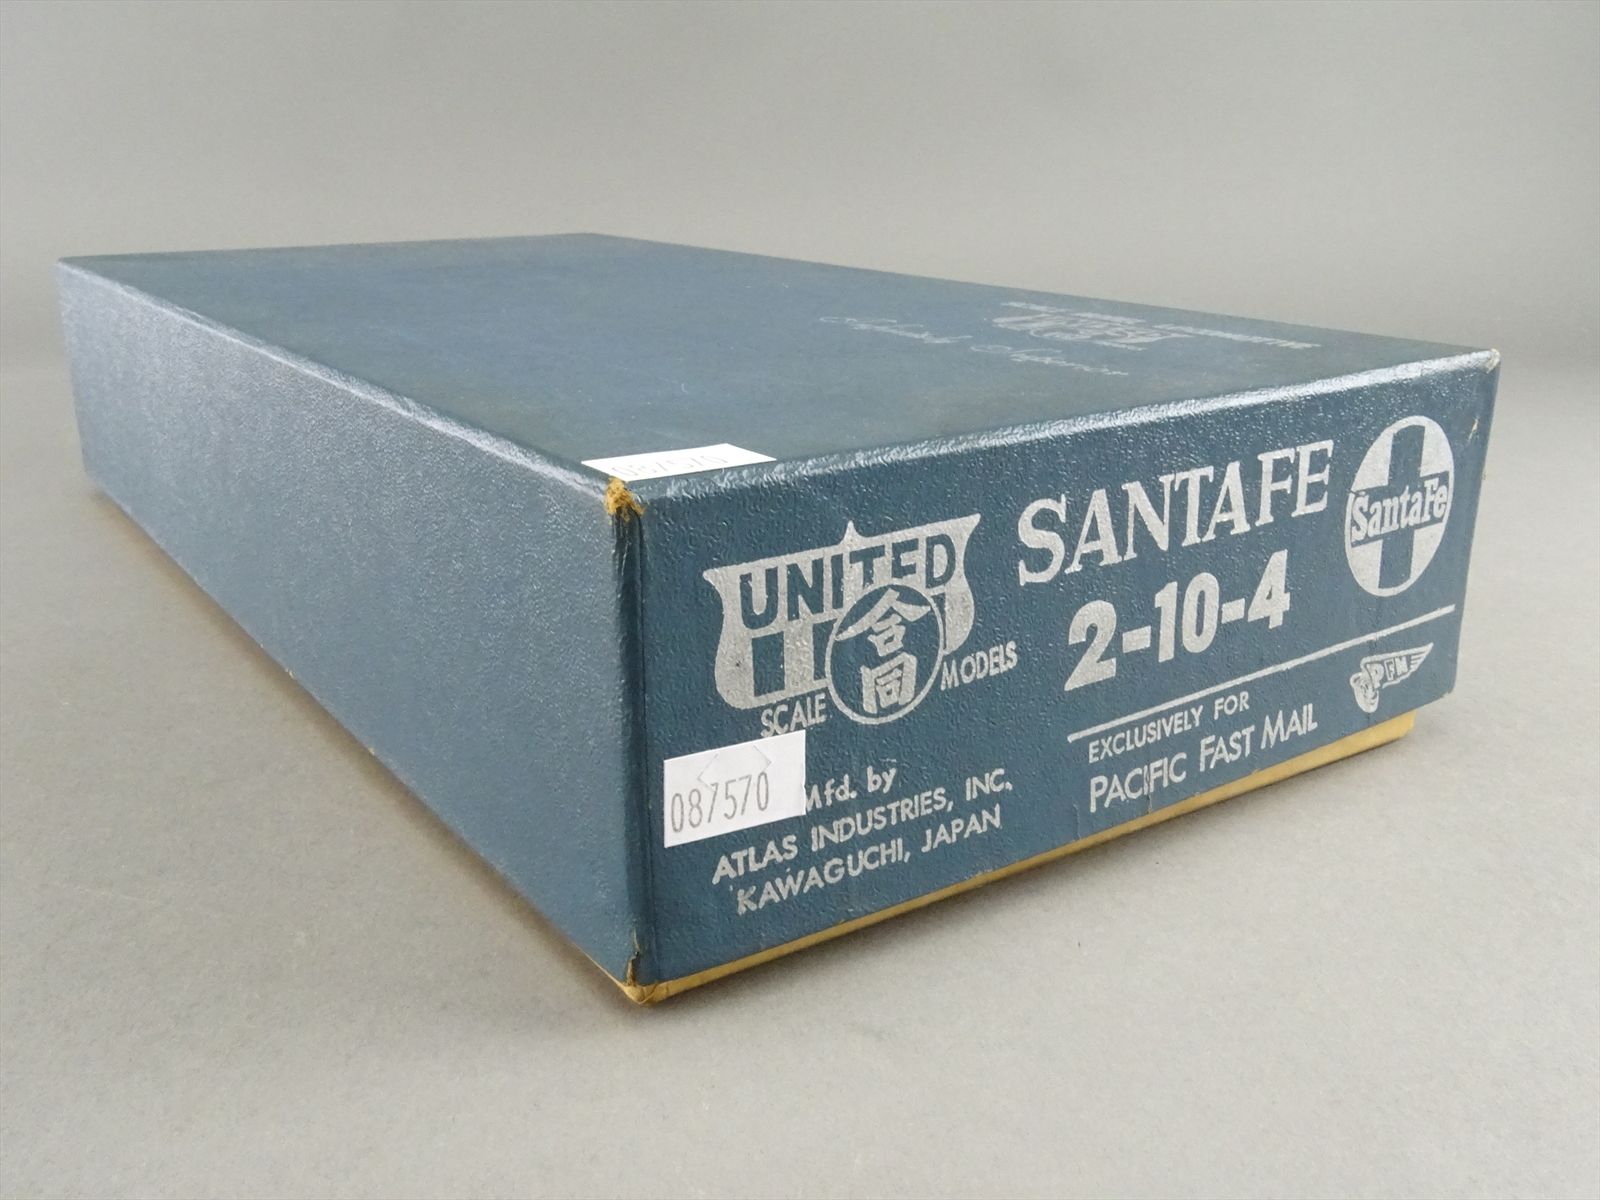 087570
UNITED
合同
SCALE MODELS
SANTA FE
2-10-4
Santa Fe
EXCLUSIVELY FOR
PACIFIC FAST MAIL
PFM
087570
Mfd. by
ATLAS INDUSTRIES, INC.
KAWAGUCHI, JAPAN